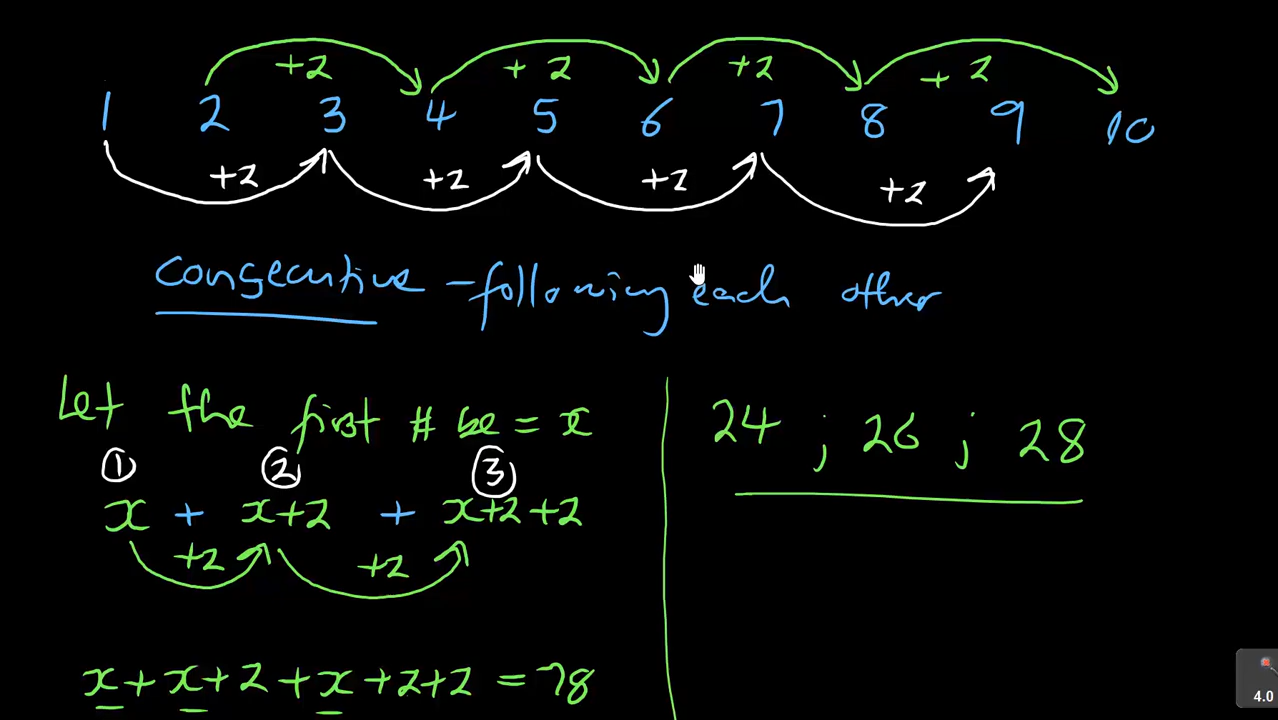 +2 +2 +2 +2
1 2 3 4 5 6 7 8 9 10
+2 +2 +2 +2
consecutive - following each other
Let the first # be = x
① ② ③
x + x+2 + x+2+2
+2 +2
x+x+2+x+2+2 = 78
24 ; 26 ; 28
4.0